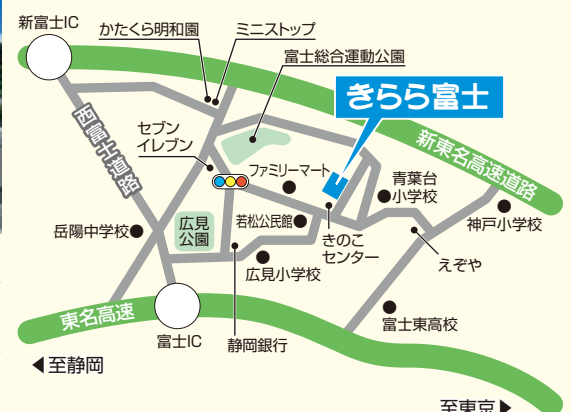 新富士IC
かたくら明和園
ミニストップ
富士総合運動公園
きらら富士
西富士道路
セブン
イレブン
新東名高速道路
ファミリーマート
青葉台
小学校
神戸小学校
岳陽中学校
広見
公園
若松公民館
きのこ
センター
えぞや
広見小学校
富士東高校
東名高速
富士IC
静岡銀行
◀至静岡
至東京▶